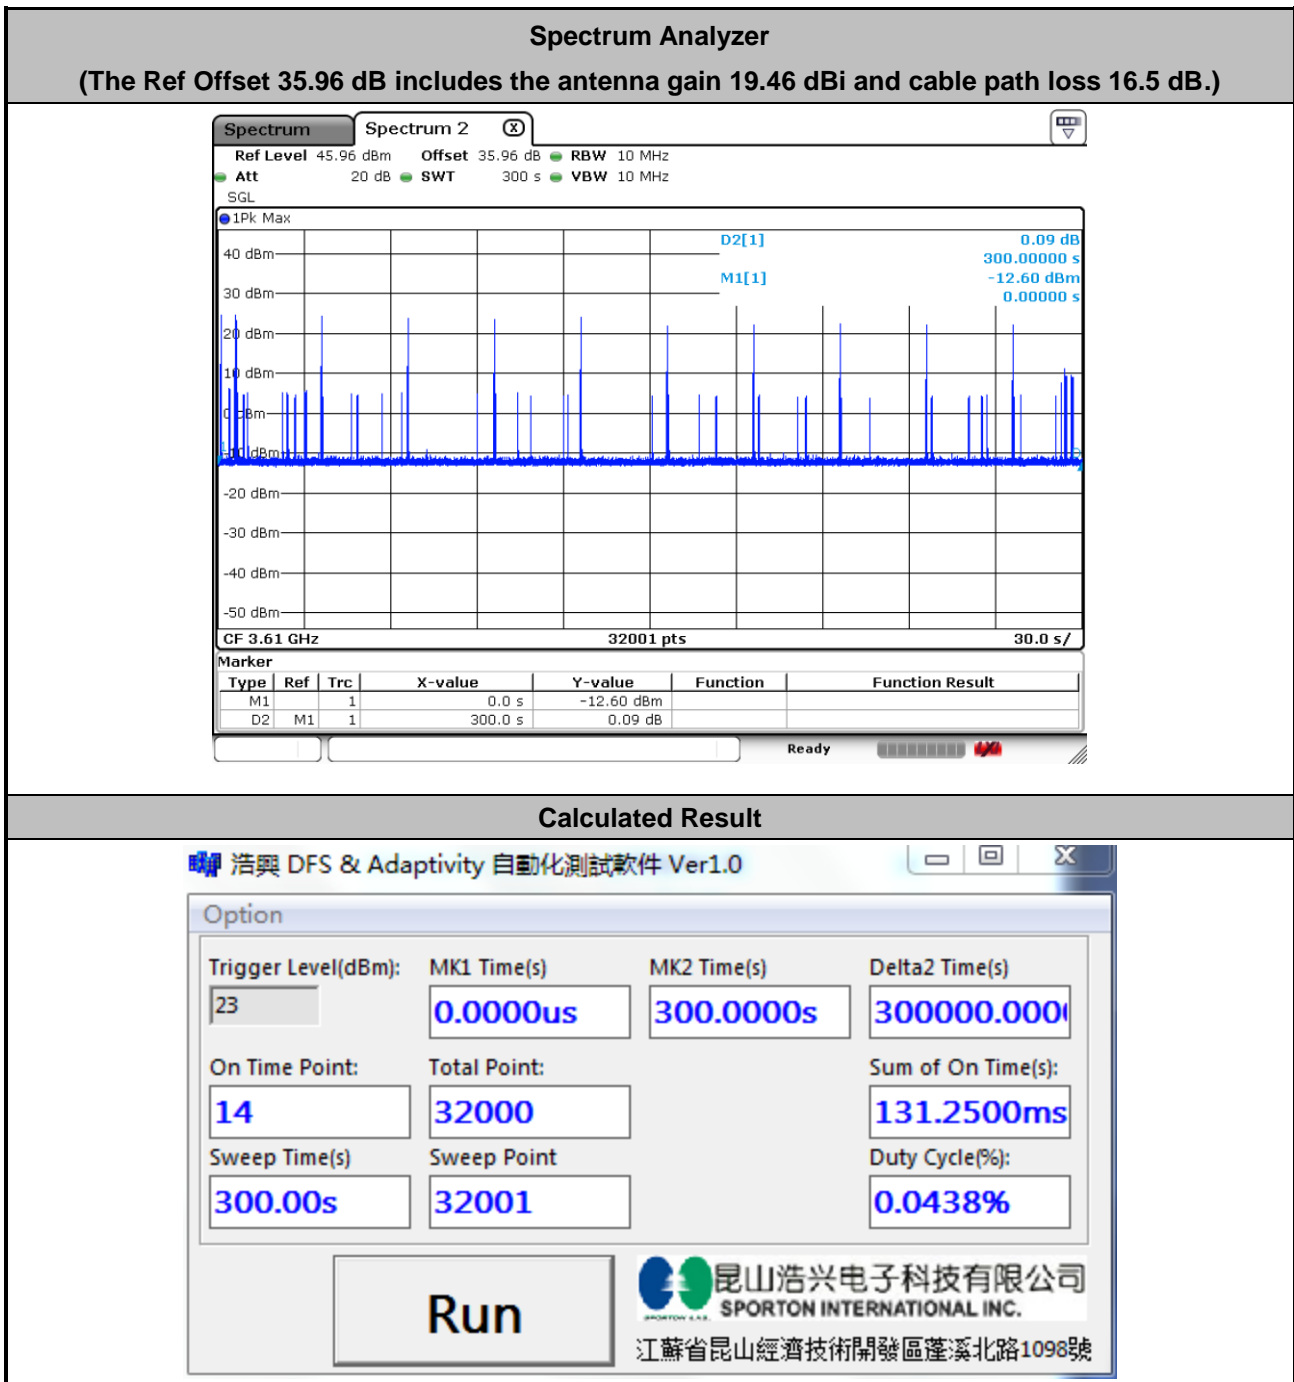 Spectrum Analyzer
(The Ref Offset 35.96 dB includes the antenna gain 19.46 dBi and cable path loss 16.5 dB.)
Spectrum Spectrum 2 X
Ref Level 45.96 dBm Offset 35.96 dB RBW 10 MHz
Att 20 dB SWT 300 s VBW 10 MHz
SGL
1Pk Max
D2[1] 0.09 dB
300.00000 s
M1[1] -12.60 dBm
0.00000 s
40 dBm
30 dBm
20 dBm
10 dBm
0 dBm
-10 dBm
-20 dBm
-30 dBm
-40 dBm
-50 dBm
CF 3.61 GHz 32001 pts 30.0 s/
Marker
Type Ref Trc X-value Y-value Function Function Result
M1 1 0.0 s -12.60 dBm
D2 M1 1 300.0 s 0.09 dB
Ready
Calculated Result
浩興 DFS & Adaptivity 自動化測試軟件 Ver1.0
Option
Trigger Level(dBm): MK1 Time(s) MK2 Time(s) Delta2 Time(s)
23 0.0000us 300.0000s 300000.000
On Time Point: Total Point: Sum of On Time(s):
14 32000 131.2500ms
Sweep Time(s) Sweep Point Duty Cycle(%):
300.00s 32001 0.0438%
Run
昆山浩兴电子科技有限公司
SPORTON INTERNATIONAL INC.
江蘇省昆山經濟技術開發區蓬溪北路1098號